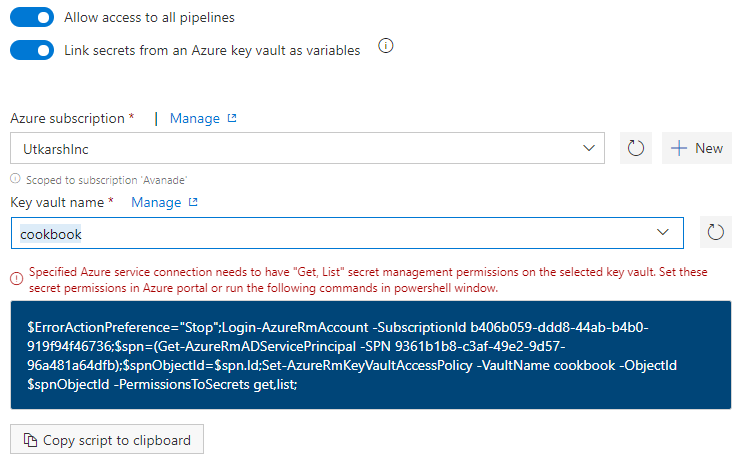 Allow access to all pipelines
Link secrets from an Azure key vault as variables
Azure subscription * | Manage
UtkarshInc
New
Scoped to subscription 'Avanade'
Key vault name * Manage
cookbook
Specified Azure service connection needs to have "Get, List" secret management permissions on the selected key vault. Set these
secret permissions in Azure portal or run the following commands in powershell window.
$ErrorActionPreference="Stop";Login-AzureRmAccount -SubscriptionId b406b059-ddd8-44ab-b4b0-
919f94f46736;$spn=(Get-AzureRmADServicePrincipal -SPN 9361b1b8-c3af-49e2-9d57-
96a481a64dfb);$spnObjectId=$spn.Id;Set-AzureRmKeyVaultAccessPolicy -VaultName cookbook -ObjectId
$spnObjectId -PermissionsToSecrets get,list;
Copy script to clipboard